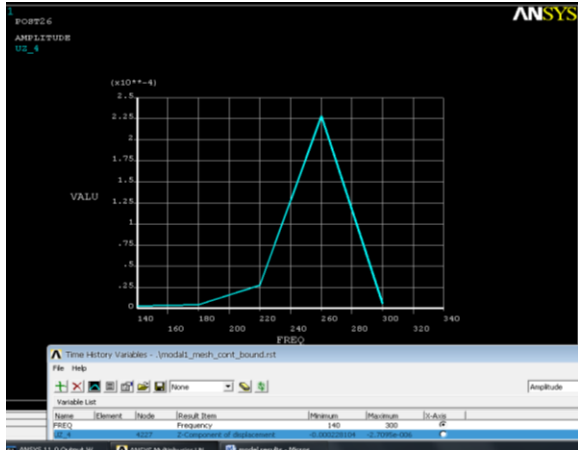 1
POST26
ANSYS
AMPLITUDE
UZ_4
(x10**-4)
2.5
2.25
2
1.75
1.5
VALU
1.25
1
.75
.5
.25
0
140 180 220 260 300 340
160 200 240 280 320
FREQ
Time History Variables - .\modal1_mesh_cont_bound.rst
File Help
None
Amplitude
Variable List
Name Element Node Result Item Minimum Maximum X-Axis
FREQ Frequency 140 300
UZ_4 4227 Z-Component of displacement -0.000228104 -2.7095e-006